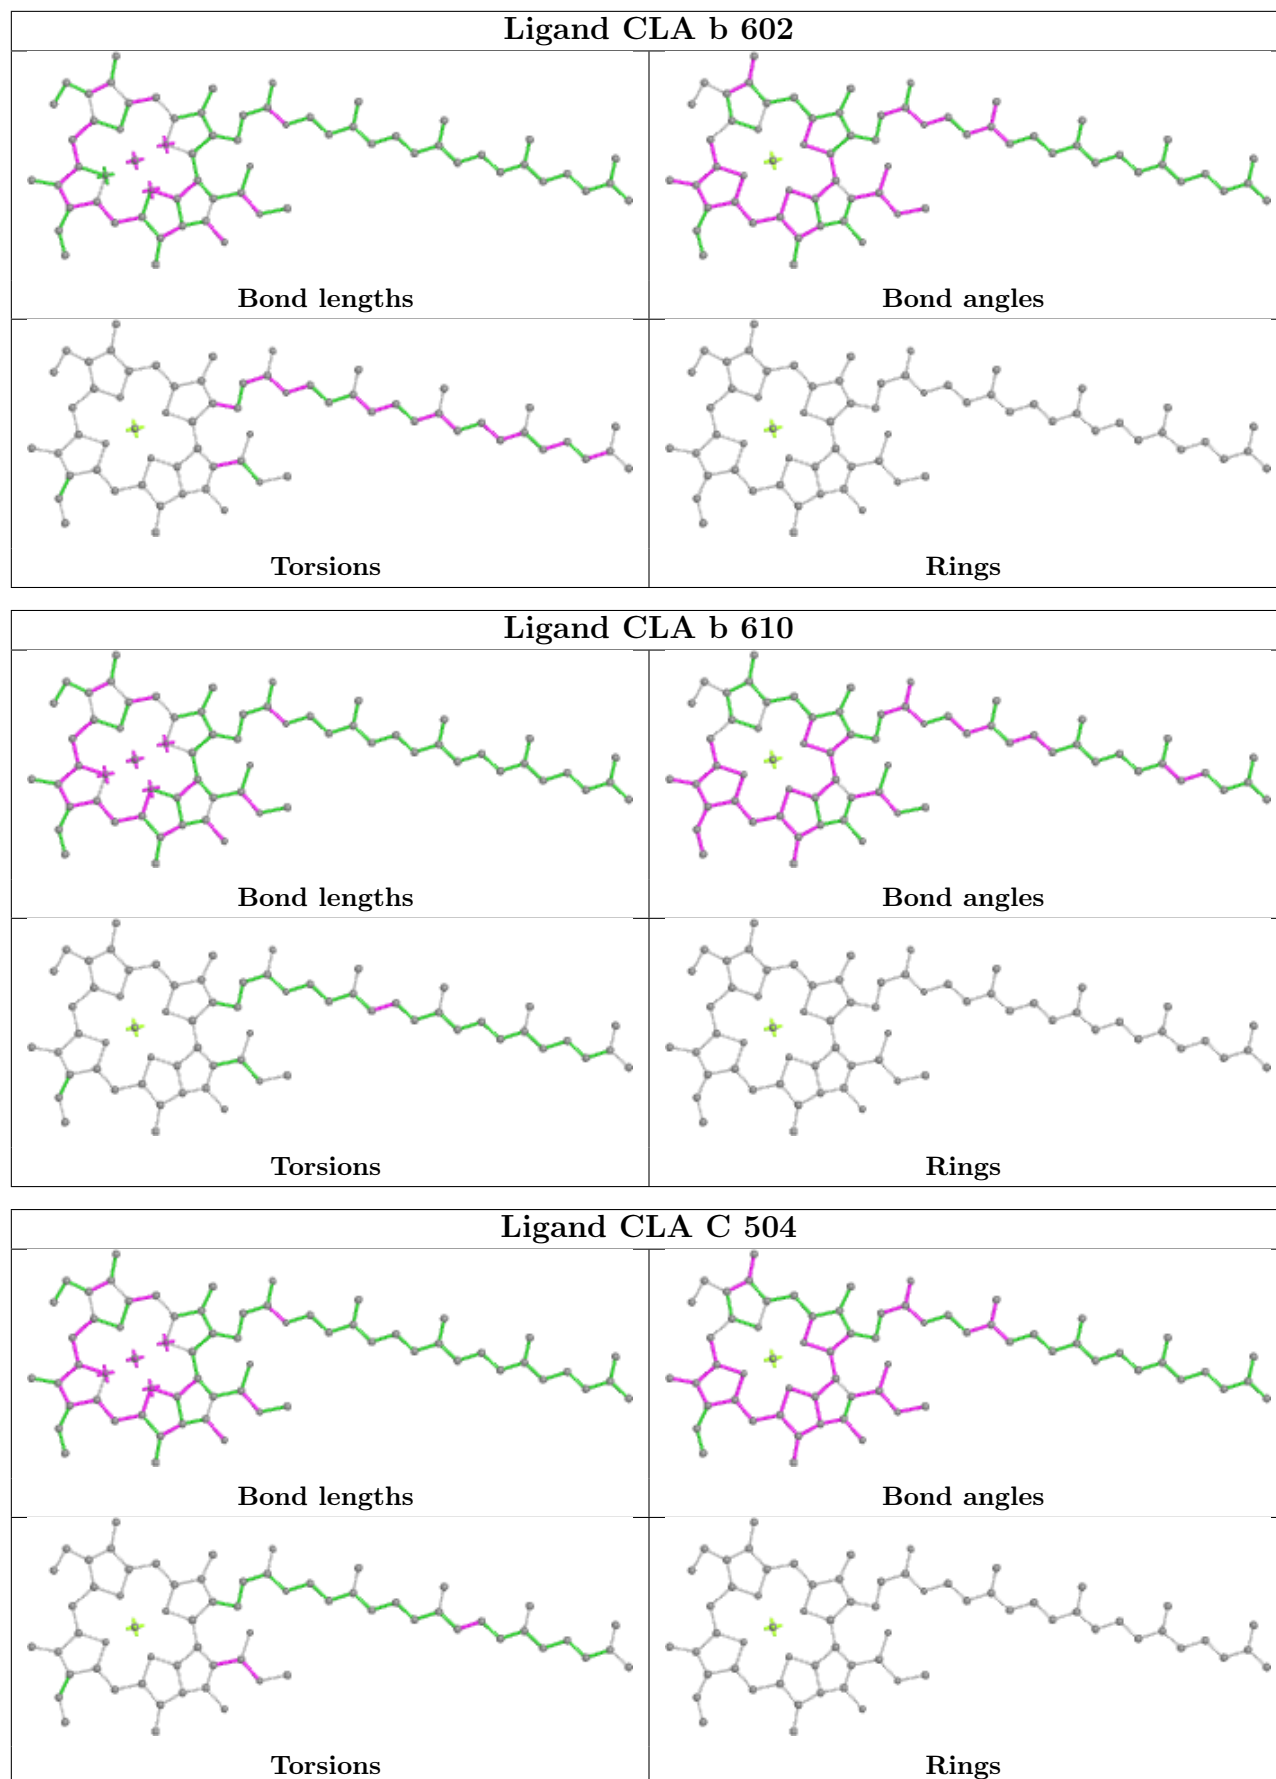 Ligand CLA b 602
Bond lengths
Bond angles
Torsions
Rings
Ligand CLA b 610
Bond lengths
Bond angles
Torsions
Rings
Ligand CLA C 504
Bond lengths
Bond angles
Torsions
Rings